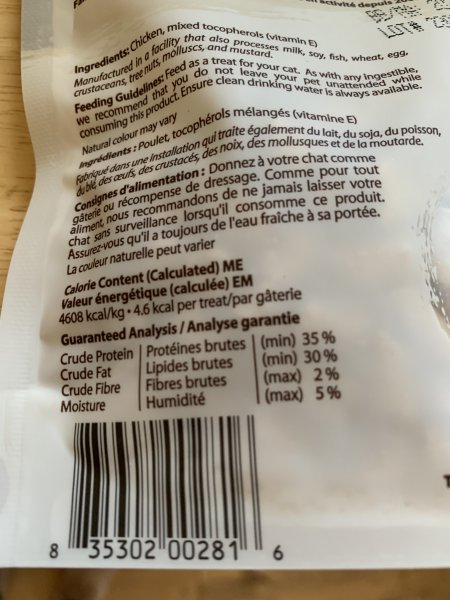 en activité depuis
LOT#
Ingredients: Chicken, mixed tocopherols (vitamin E)
Manufactured in a facility that also processes milk, soy, fish, wheat, egg,
crustaceans, tree nuts, molluscs, and mustard.
Feeding Guidelines: Feed as a treat for your cat. As with any ingestible,
we recommend that you do not leave your pet unattended while
consuming this product. Ensure clean drinking water is always available.
Natural colour may vary
Ingrédients : Poulet, tocophérols mélangés (vitamine E)
Fabriqué dans une installation qui traite également du lait, du soja, du poisson,
du blé, des œufs, des crustacés, des noix, des mollusques et de la moutarde.
Consignes d'alimentation : Donnez à votre chat comme
gâterie ou récompense de dressage. Comme pour tout
aliment, nous recommandons de ne jamais laisser votre
chat sans surveillance lorsqu'il consomme ce produit.
Assurez-vous qu'il a toujours de l'eau fraîche à sa portée.
La couleur naturelle peut varier
Calorie Content (Calculated) ME
Valeur énergétique (calculée) EM
4608 kcal/kg • 4.6 kcal per treat/par gâterie
Guaranteed Analysis / Analyse garantie
Crude Protein | Protéines brutes | (min) 35 %
Crude Fat | Lipides brutes | (min) 30 %
Crude Fibre | Fibres brutes | (max) 2 %
Moisture | Humidité | (max) 5 %
8 35302 00281 6